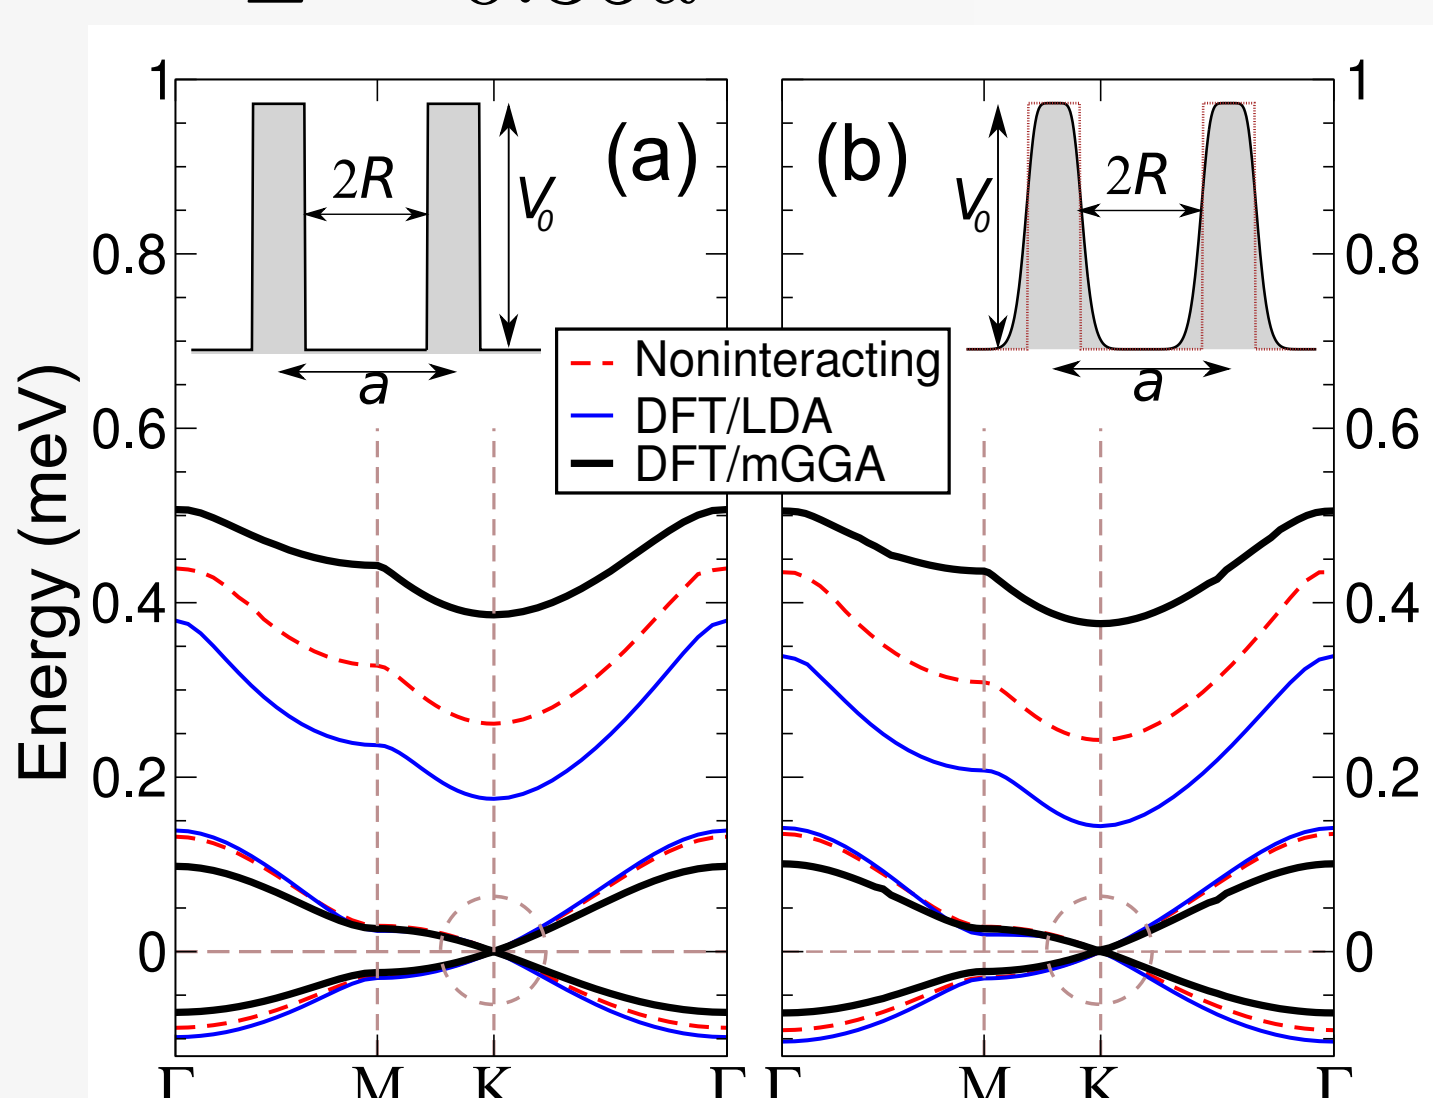 1
0.8
0.6
0.4
0.2
0
Energy (meV)
(a)
2R
V0
a
(b)
2R
V0
a
Noninteracting
DFT/LDA
DFT/mGGA
1
0.8
0.6
0.4
0.2
0
Γ M K Γ
Γ M K Γ